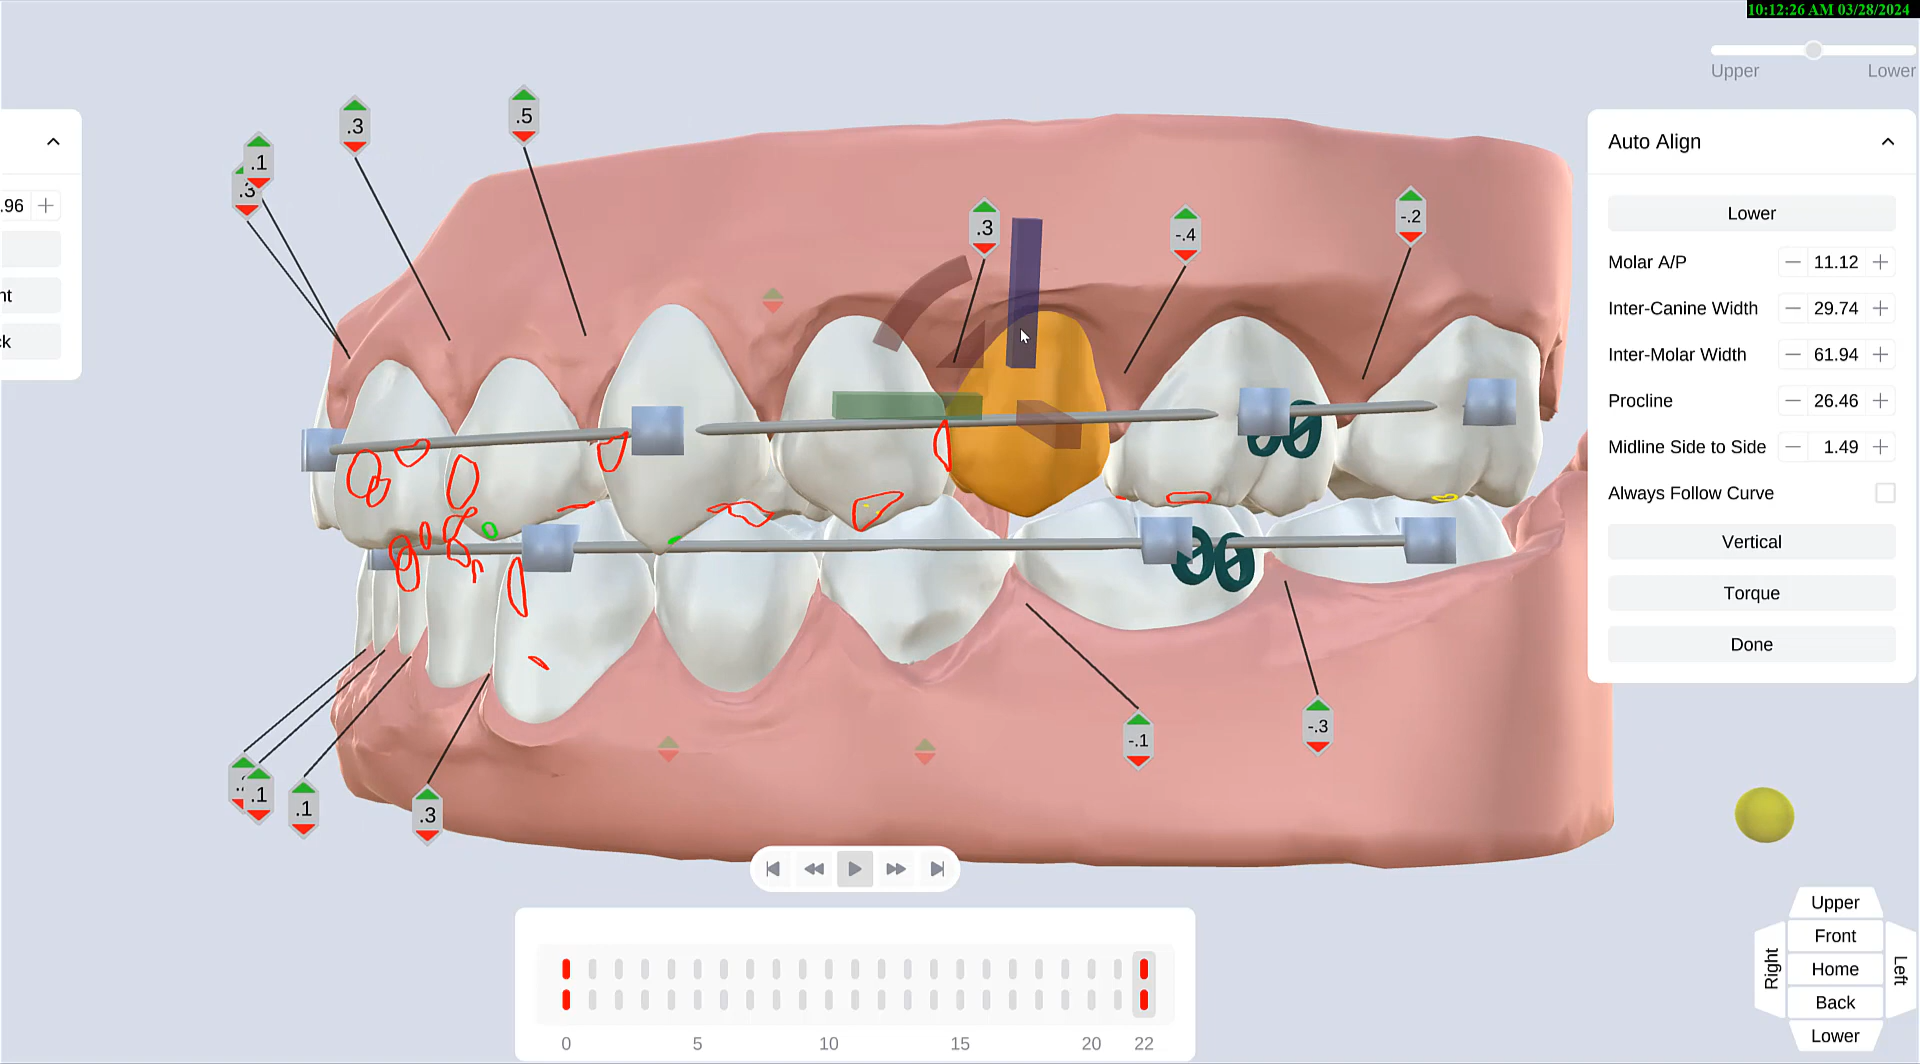 10:12:26 AM 03/28/2024
Upper Lower
.5
.3
.1
.3
.96
nt
ck
.3
-.4
-.2
Auto Align
Lower
Molar A/P 11.12
Inter-Canine Width 29.74
Inter-Molar Width 61.94
Procline 26.46
Midline Side to Side 1.49
Always Follow Curve
Vertical
Torque
Done
-.1
-.3
.1
.1
.3
0 5 10 15 20 22
Upper
Front
Right Home Left
Back
Lower